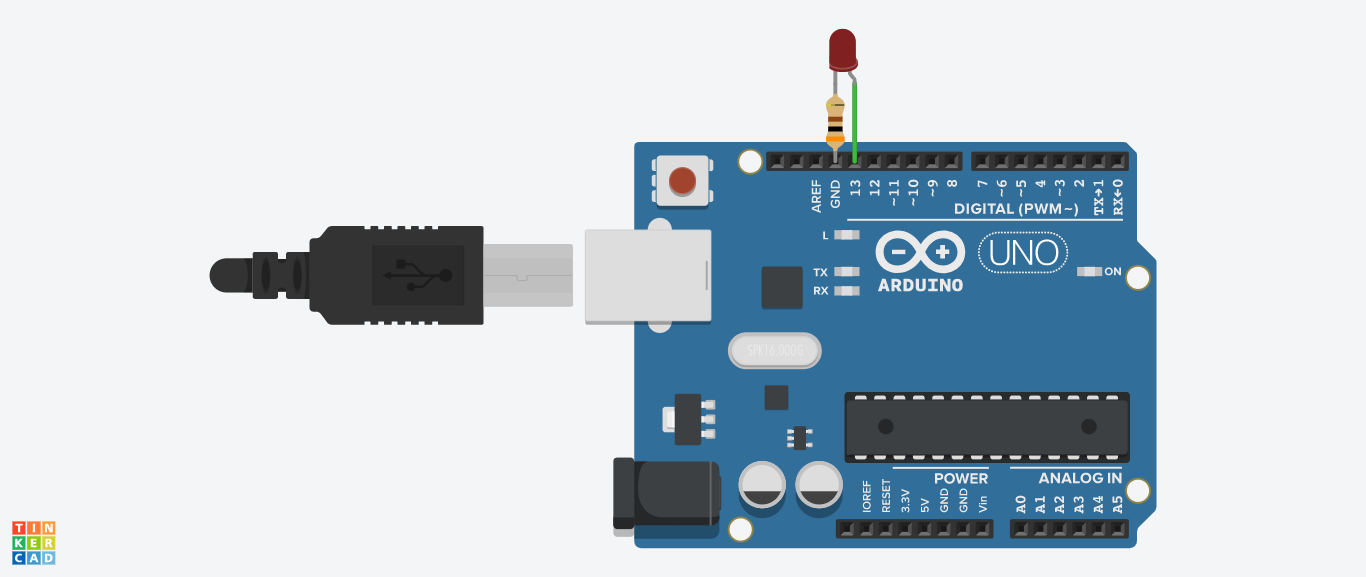 AREF
GND
13
12
~11
~10
~9
8
7
~6
~5
4
~3
2
TX→1
RX←0
DIGITAL (PWM~)
L
TX
RX
UNO
ARDUINO
ON
SPK16.000G
POWER
ANALOG IN
IOREF
RESET
3.3V
5V
GND
GND
Vin
A0
A1
A2
A3
A4
A5
TIN
KER
CAD